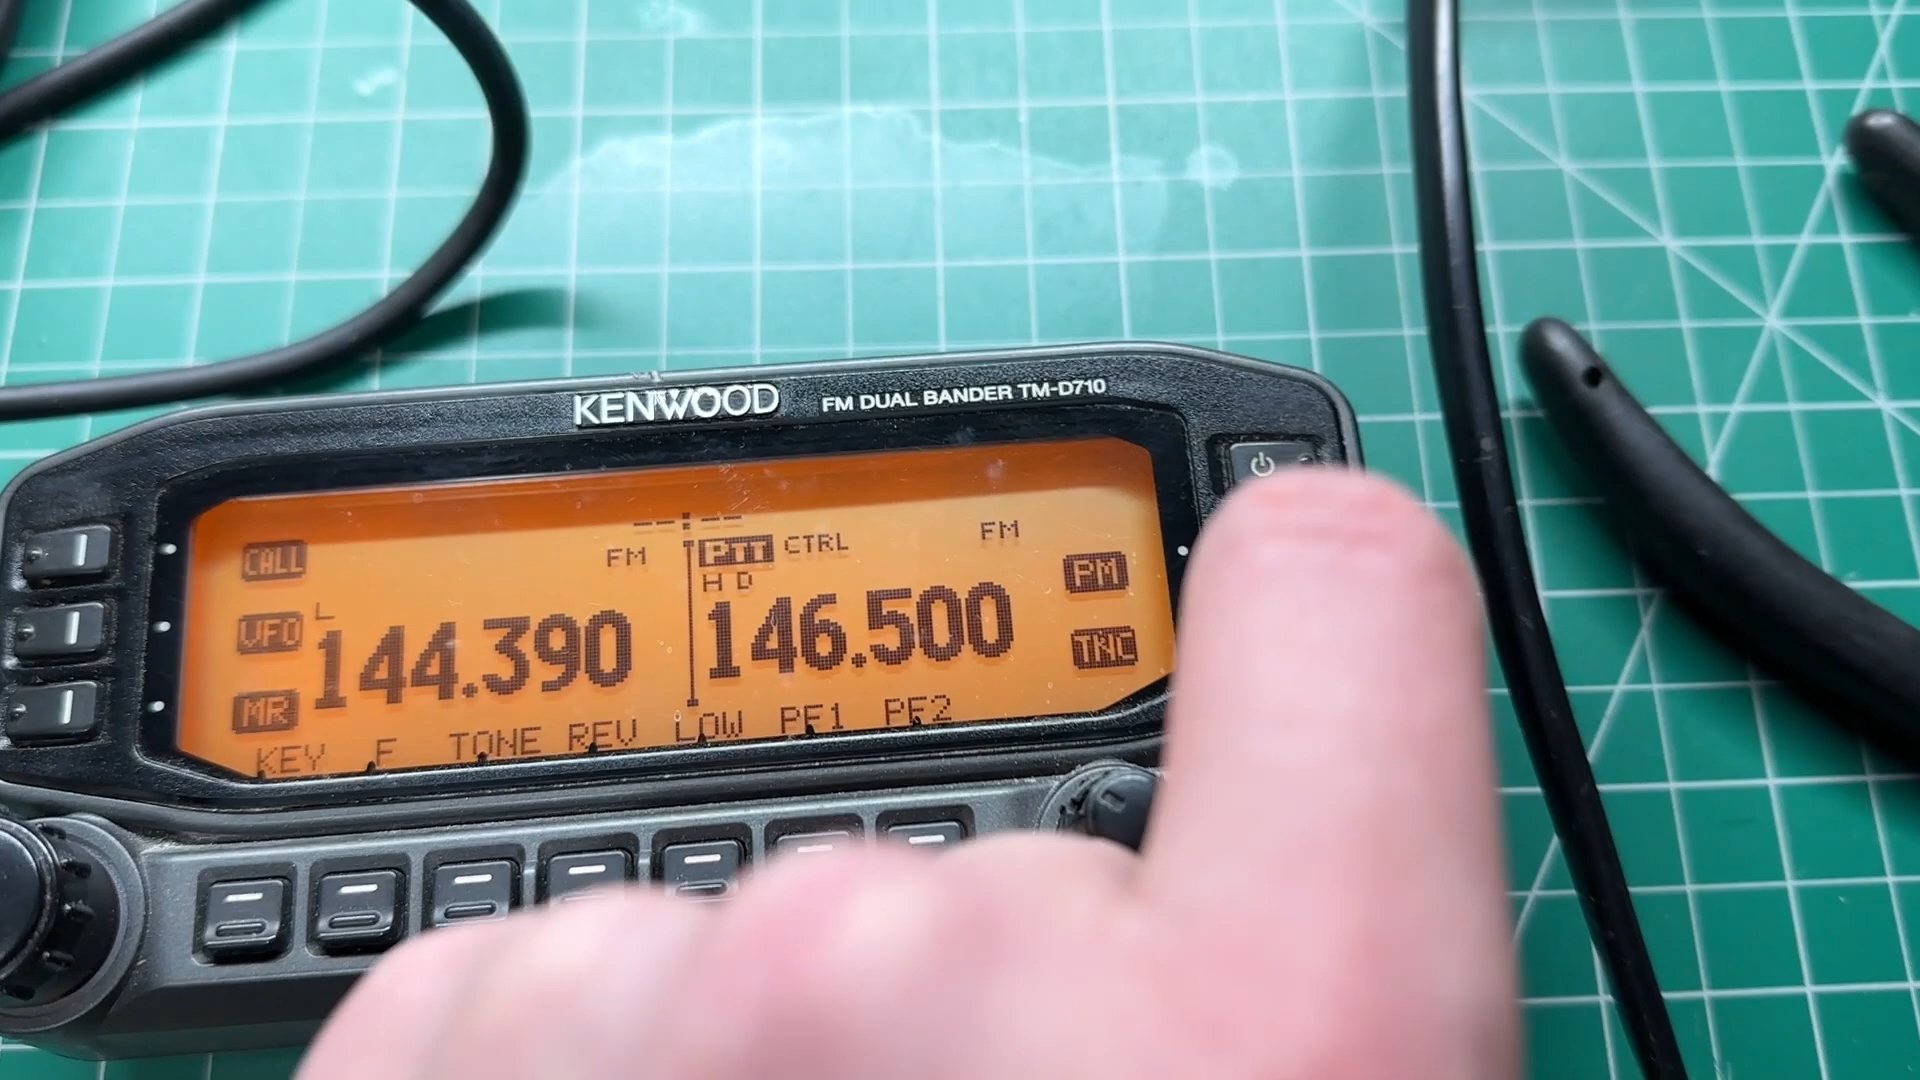 KENWOOD FM DUAL BANDER TM-D710
--:--
CALL FM PTT CTRL FM PM
L H D
VFO 144.390 146.500 TNC
MR
KEY F TONE REV LOW PF1 PF2